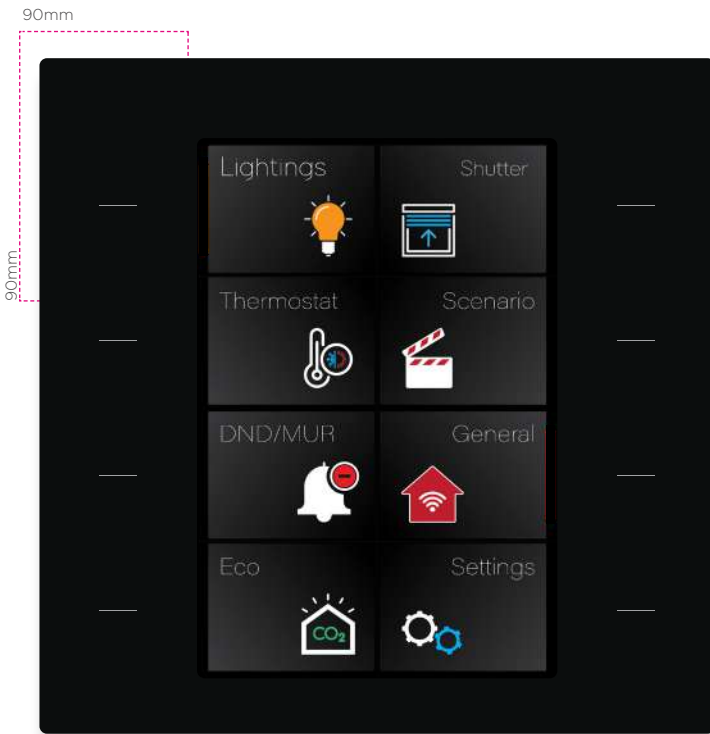 90mm
90mm
Lightings
Shutter
Thermostat
Scenario
DND/MUR
General
Eco
CO₂
Settings